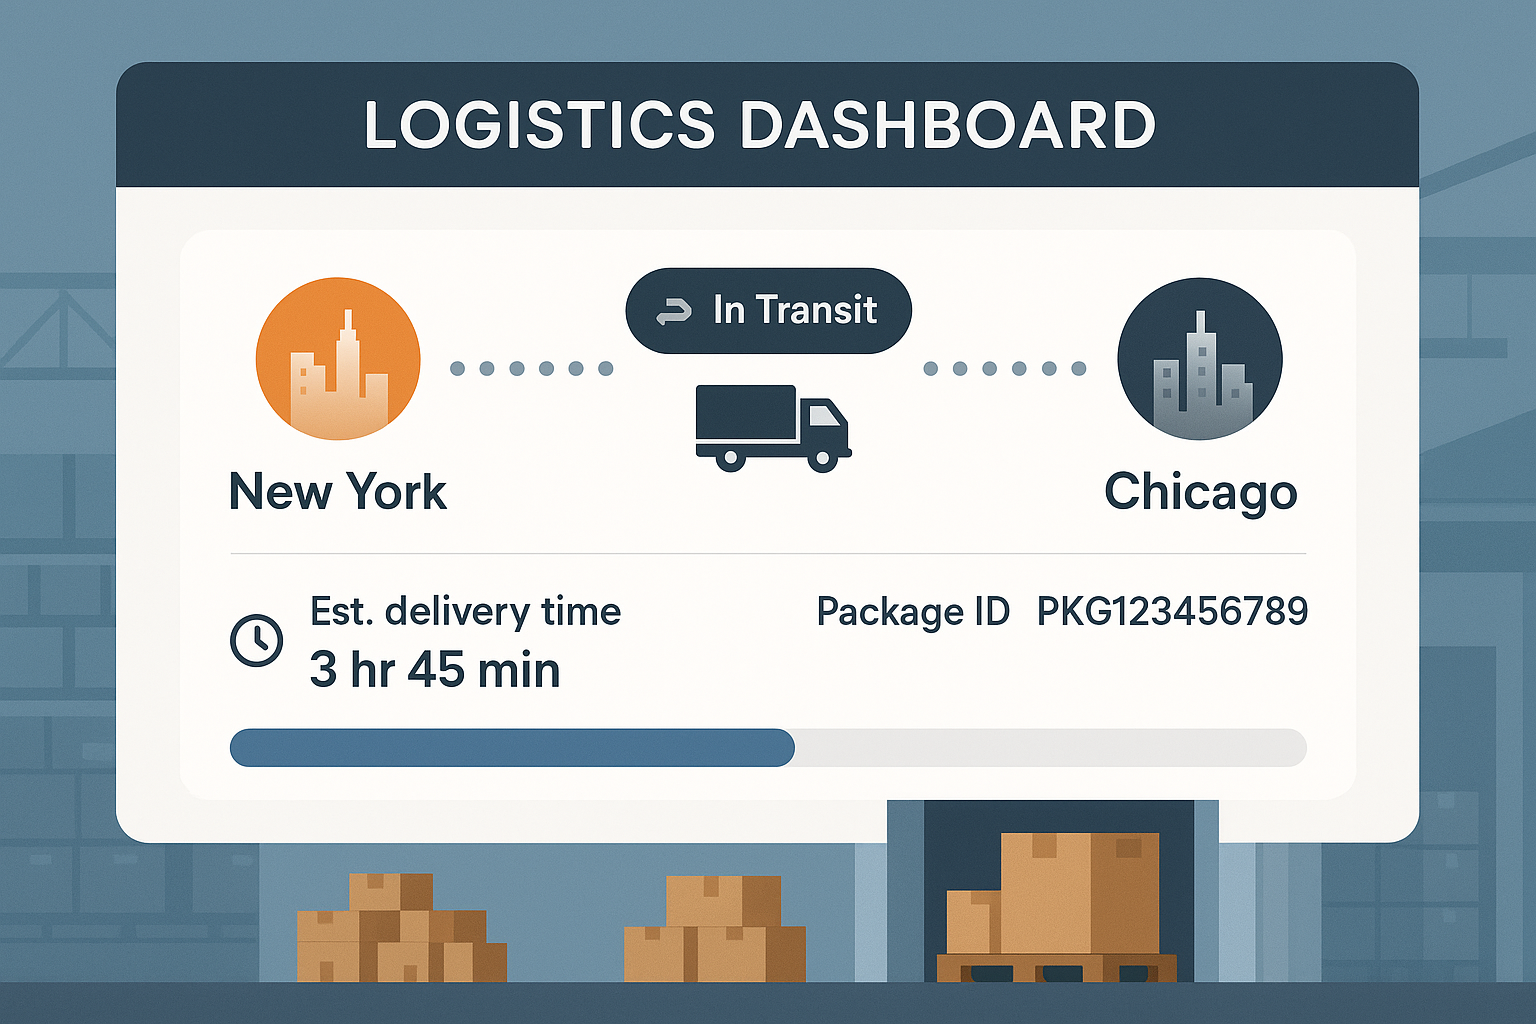 LOGISTICS DASHBOARD
In Transit
New York
Chicago
Est. delivery time
3 hr 45 min
Package ID PKG123456789